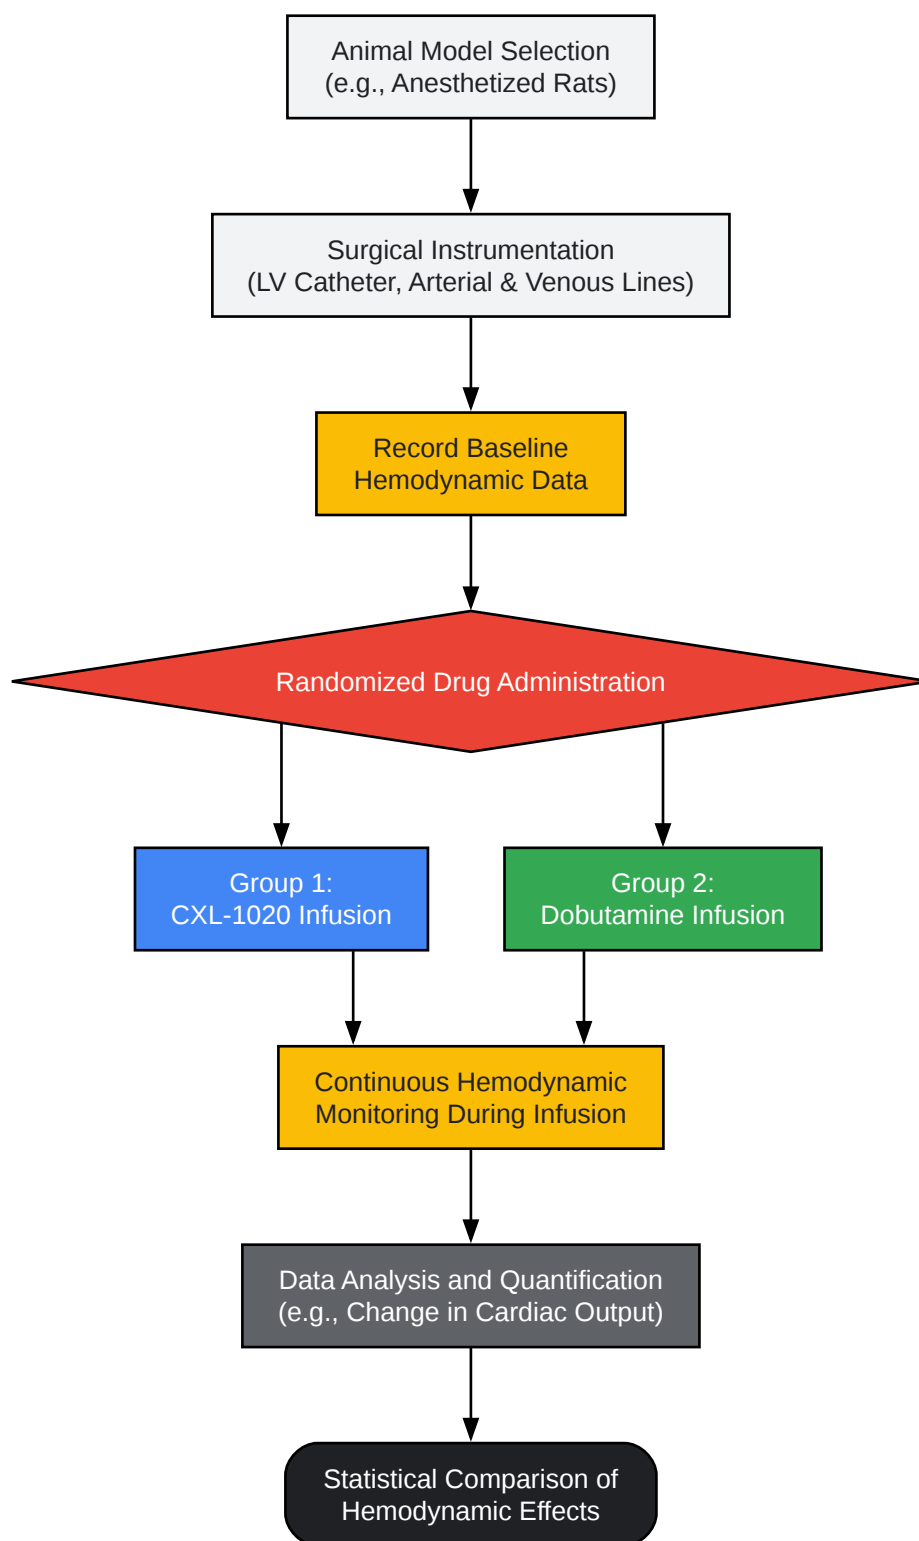 Animal Model Selection
(e.g., Anesthetized Rats)
Surgical Instrumentation
(LV Catheter, Arterial & Venous Lines)
Record Baseline
Hemodynamic Data
Randomized Drug Administration
Group 1:
CXL-1020 Infusion
Group 2:
Dobutamine Infusion
Continuous Hemodynamic
Monitoring During Infusion
Data Analysis and Quantification
(e.g., Change in Cardiac Output)
Statistical Comparison of
Hemodynamic Effects